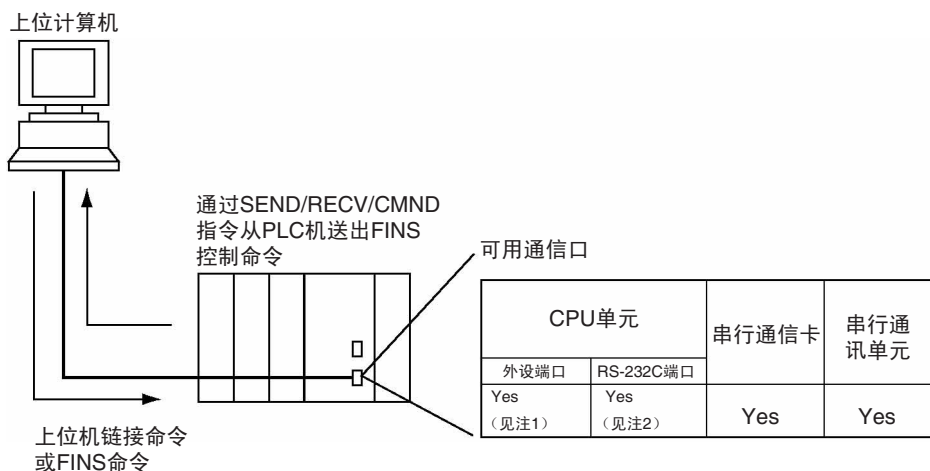 上位计算机
通过SEND/RECV/CMND
指令从PLC机送出FINS
控制命令
可用通信口
CPU单元
串行通信卡
串行通
讯单元
外设端口
RS-232C端口
Yes
（见注1）
Yes
（见注2）
Yes
Yes
上位机链接命令
或FINS命令